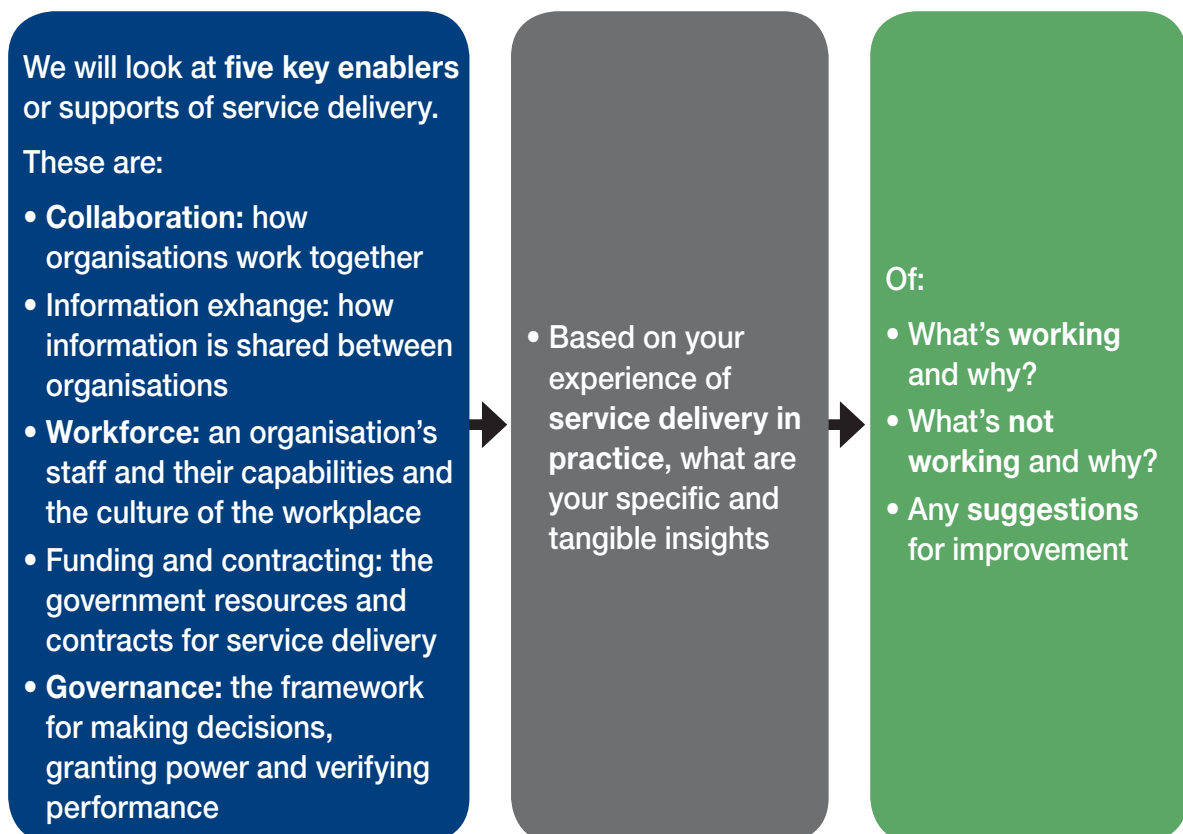 We will look at five key enablers
or supports of service delivery.
These are:
• Collaboration: how
organisations work together
• Information exhange: how
information is shared between
organisations
• Workforce: an organisation’s
staff and their capabilities and
the culture of the workplace
• Funding and contracting: the
government resources and
contracts for service delivery
• Governance: the framework
for making decisions,
granting power and verifying
performance
• Based on your
experience of
service delivery in
practice, what are
your specific and
tangible insights
Of:
• What’s working
and why?
• What’s not
working and why?
• Any suggestions
for improvement